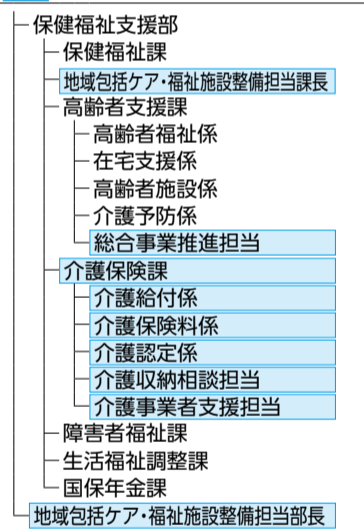 保健福祉支援部
保健福祉課
地域包括ケア・福祉施設整備担当課長
高齢者支援課
高齢者福祉係
在宅支援係
高齢者施設係
介護予防係
総合事業推進担当
介護保険課
介護給付係
介護保険料係
介護認定係
介護収納相談担当
介護事業者支援担当
障害者福祉課
生活福祉調整課
国保年金課
地域包括ケア・福祉施設整備担当部長